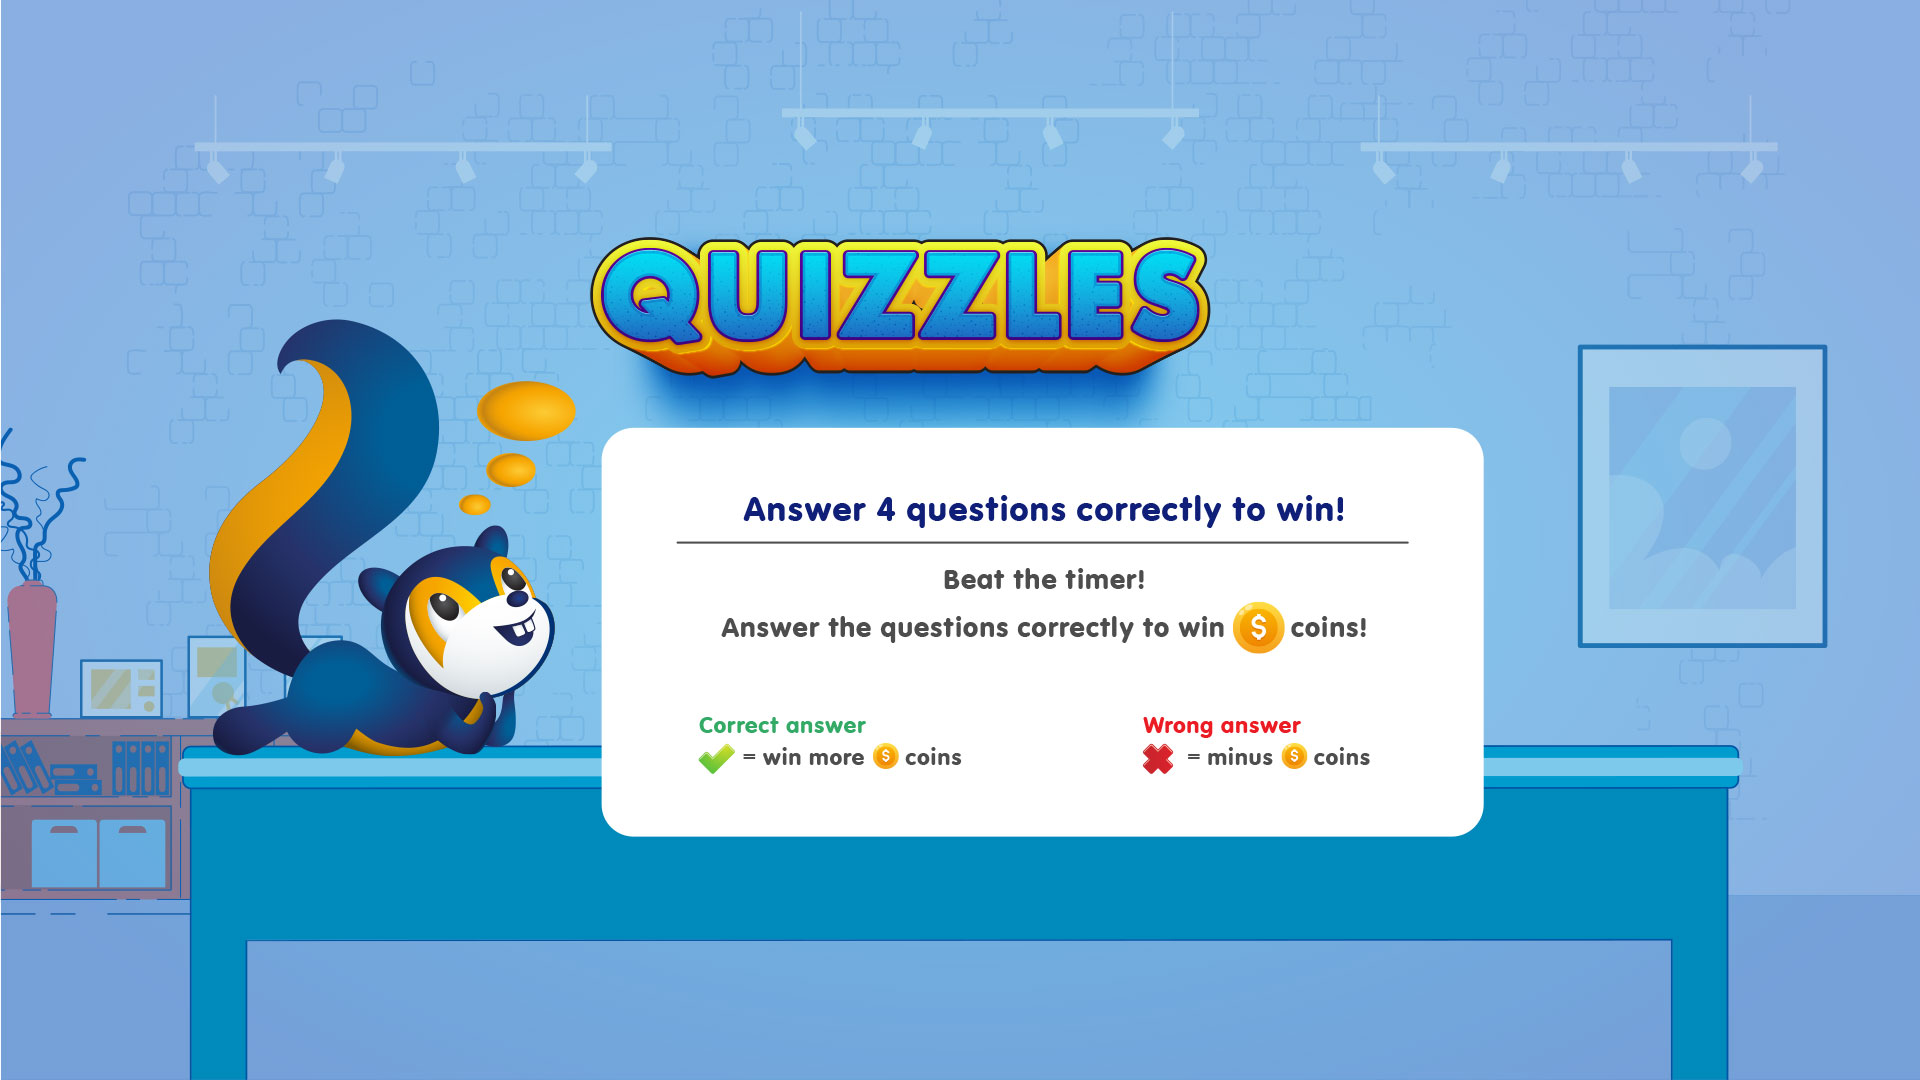 QUIZZLES
Answer 4 questions correctly to win!
Beat the timer!
Answer the questions correctly to win $ coins!
Correct answer
= win more $ coins
Wrong answer
= minus $ coins